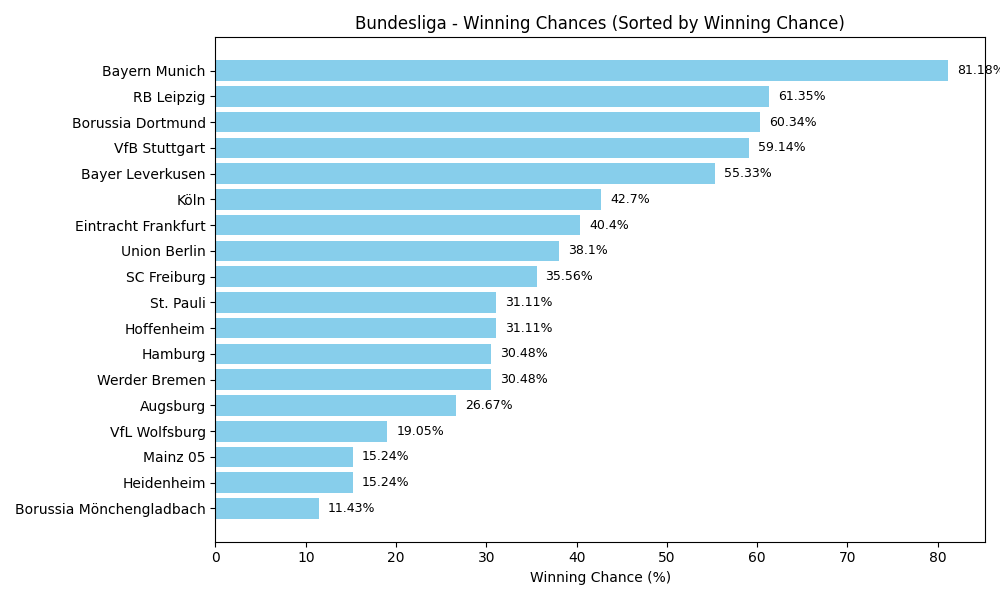 Bundesliga - Winning Chances (Sorted by Winning Chance)
Bayern Munich 81.18%
RB Leipzig 61.35%
Borussia Dortmund 60.34%
VfB Stuttgart 59.14%
Bayer Leverkusen 55.33%
Köln 42.7%
Eintracht Frankfurt 40.4%
Union Berlin 38.1%
SC Freiburg 35.56%
St. Pauli 31.11%
Hoffenheim 31.11%
Hamburg 30.48%
Werder Bremen 30.48%
Augsburg 26.67%
VfL Wolfsburg 19.05%
Mainz 05 15.24%
Heidenheim 15.24%
Borussia Mönchengladbach 11.43%
0 10 20 30 40 50 60 70 80
Winning Chance (%)